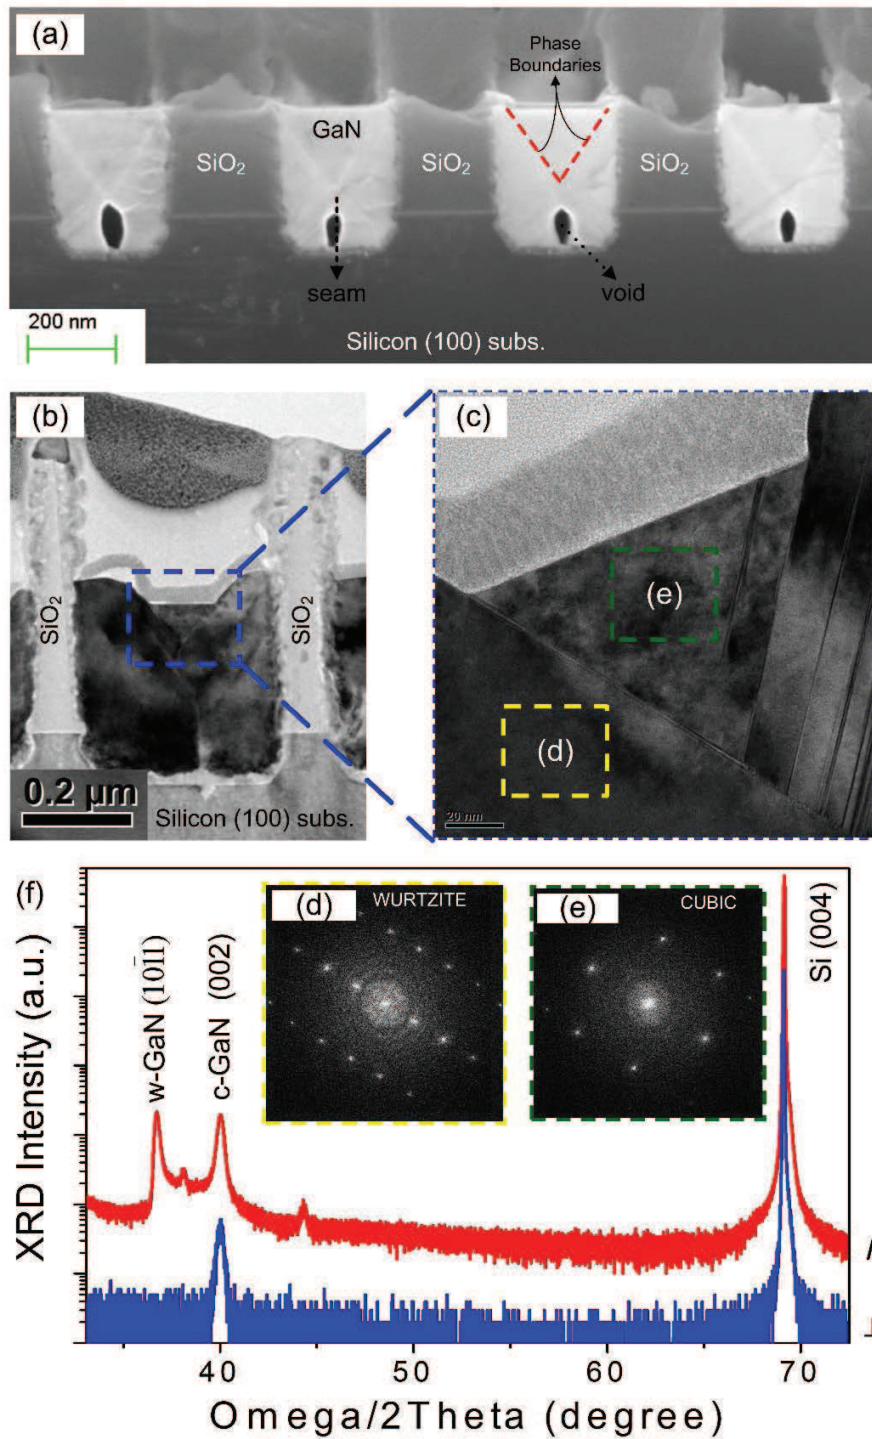 (a)
Phase
Boundaries
GaN
SiO₂
SiO₂
SiO₂
seam
void
200 nm
Silicon (100) subs.
(b)
(c)
SiO₂
SiO₂
(e)
(d)
0.2 µm
Silicon (100) subs.
20 nm
(f)
(d)
WURTZITE
(e)
CUBIC
w-GaN (101̄1)
c-GaN (002)
Si (004)
XRD Intensity (a.u.)
40
50
60
70
Omega/2Theta (degree)